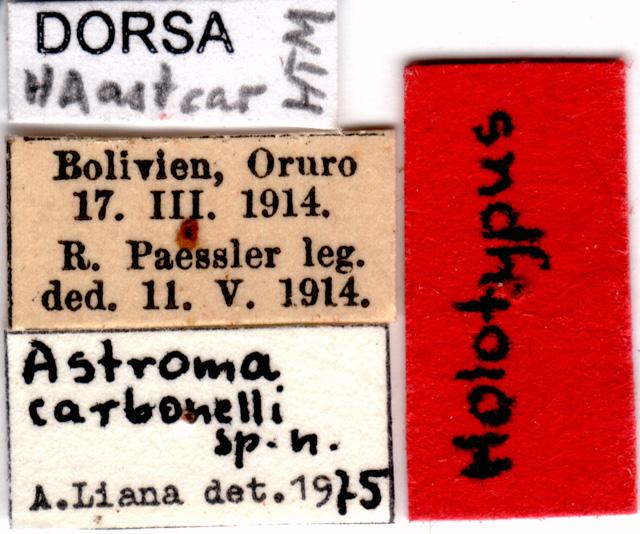 DORSA
HAastcar HTM
Bolivien, Oruro
17. III. 1914.
R. Paessler leg.
ded. 11. V. 1914.
Astroma
carbonelli
sp. n.
A.Liana det. 1975
Holotypus